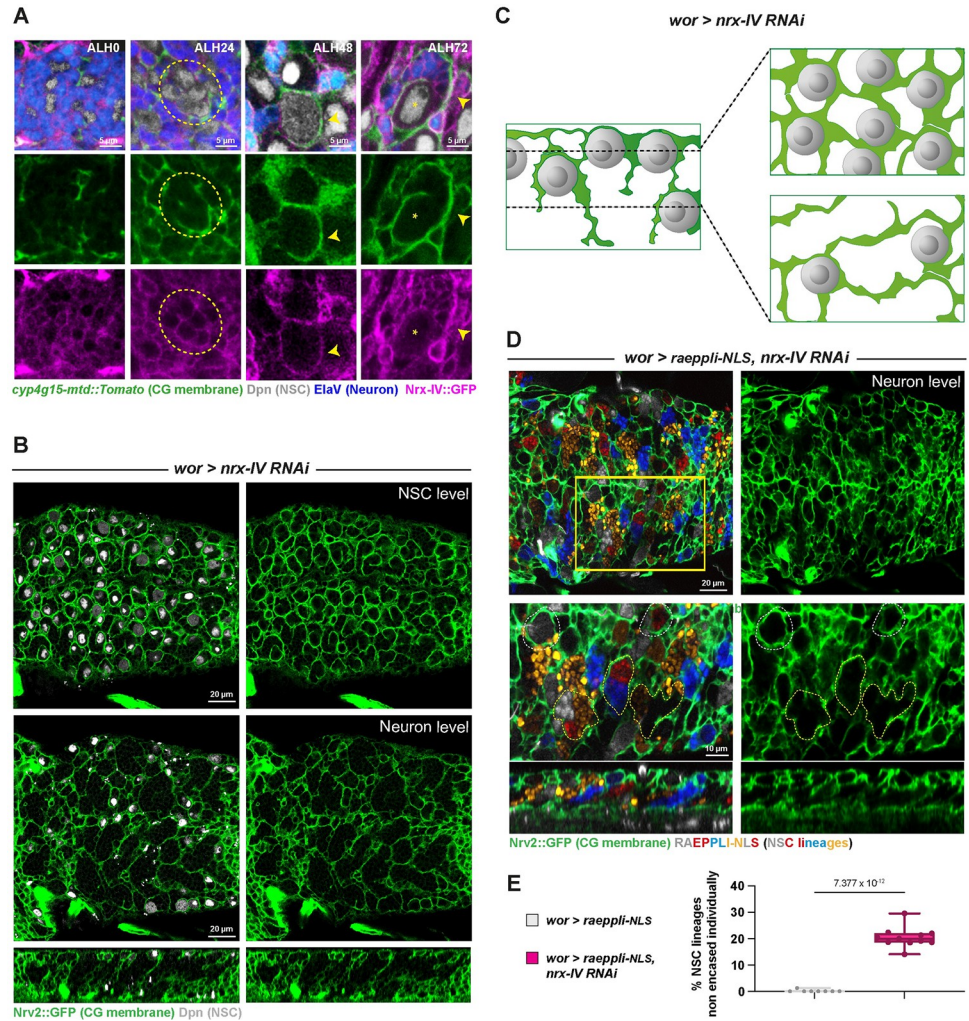 A
ALH0
ALH24
ALH48
ALH72
5 µm
5 µm
5 µm
5 µm
*
*
*
cyp4g15-mtd::Tomato (CG membrane) Dpn (NSC) ElaV (Neuron) Nrx-IV::GFP
B
wor > nrx-IV RNAi
NSC level
20 µm
Neuron level
20 µm
Nrv2::GFP (CG membrane) Dpn (NSC)
C
wor > nrx-IV RNAi
D
wor > raeppli-NLS, nrx-IV RNAi
Neuron level
20 µm
b
10 µm
Nrv2::GFP (CG membrane) RAEPPLI-NLS (NSC lineages)
E
wor > raeppli-NLS
wor > raeppli-NLS,
nrx-IV RNAi
% NSC lineages
non encased individually
7.377 x 10-12
40
30
20
10
0